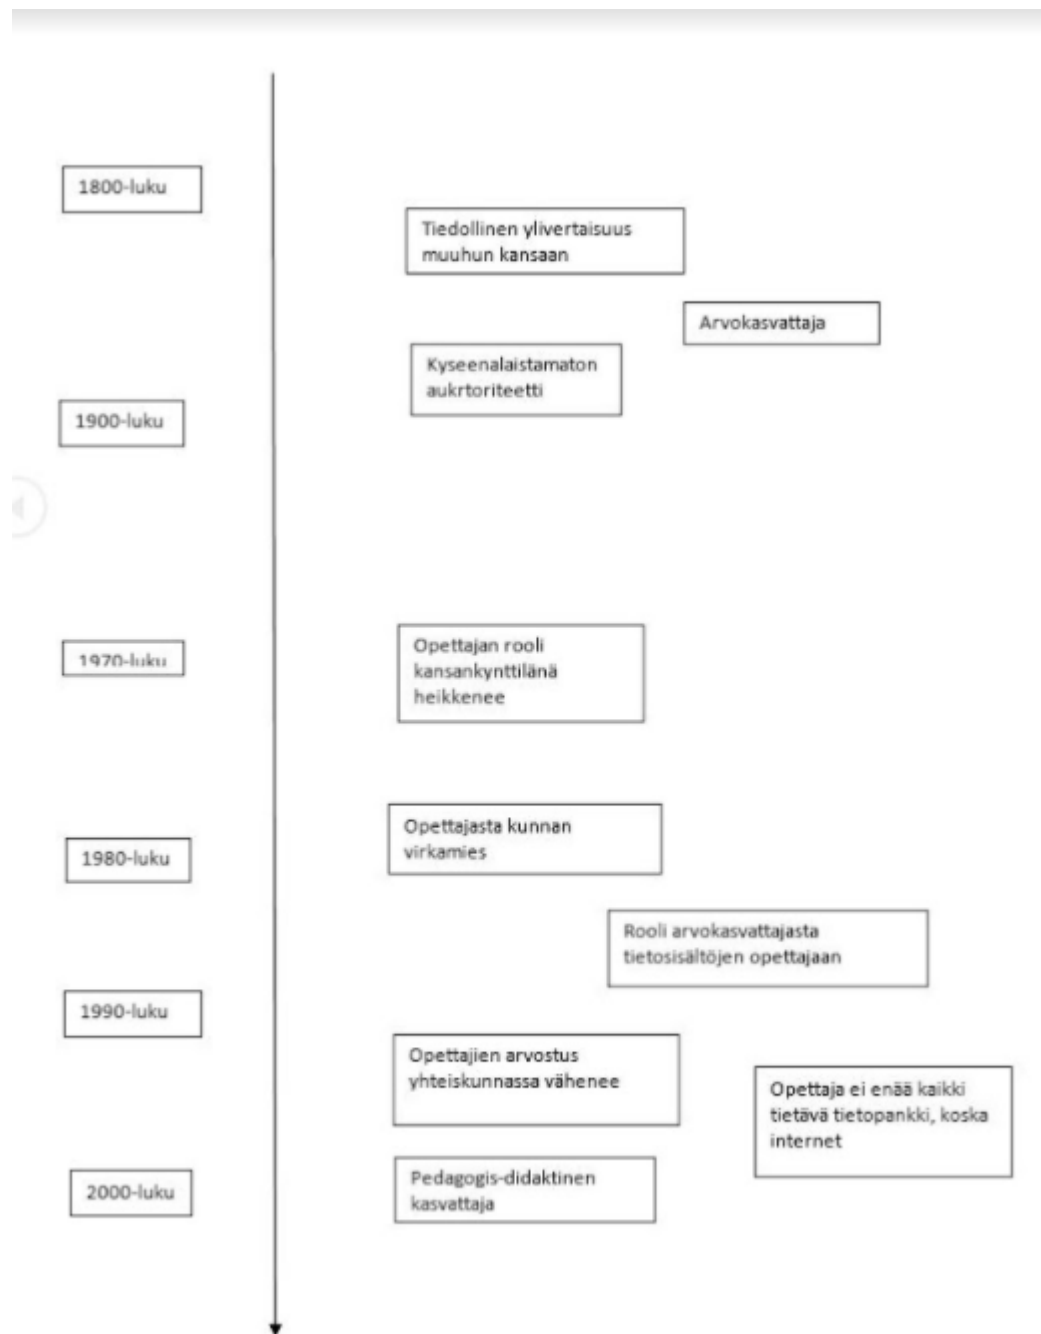 1800-luku
Tiedollinen ylivertaisuus
muuhun kansaan
Arvokasvattaja
Kyseenalaistamaton
aukrtoriteetti
1900-luku
1970-luku
Opettajan rooli
kansankynttilänä
heikkenee
Opettajasta kunnan
virkamies
1980-luku
Rooli arvokasvattajasta
tietosisältöjen opettajaan
1990-luku
Opettajien arvostus
yhteiskunnassa vähenee
Opettaja ei enää kaikki
tietävä tietopankki, koska
internet
Pedagogis-didaktinen
kasvattaja
2000-luku